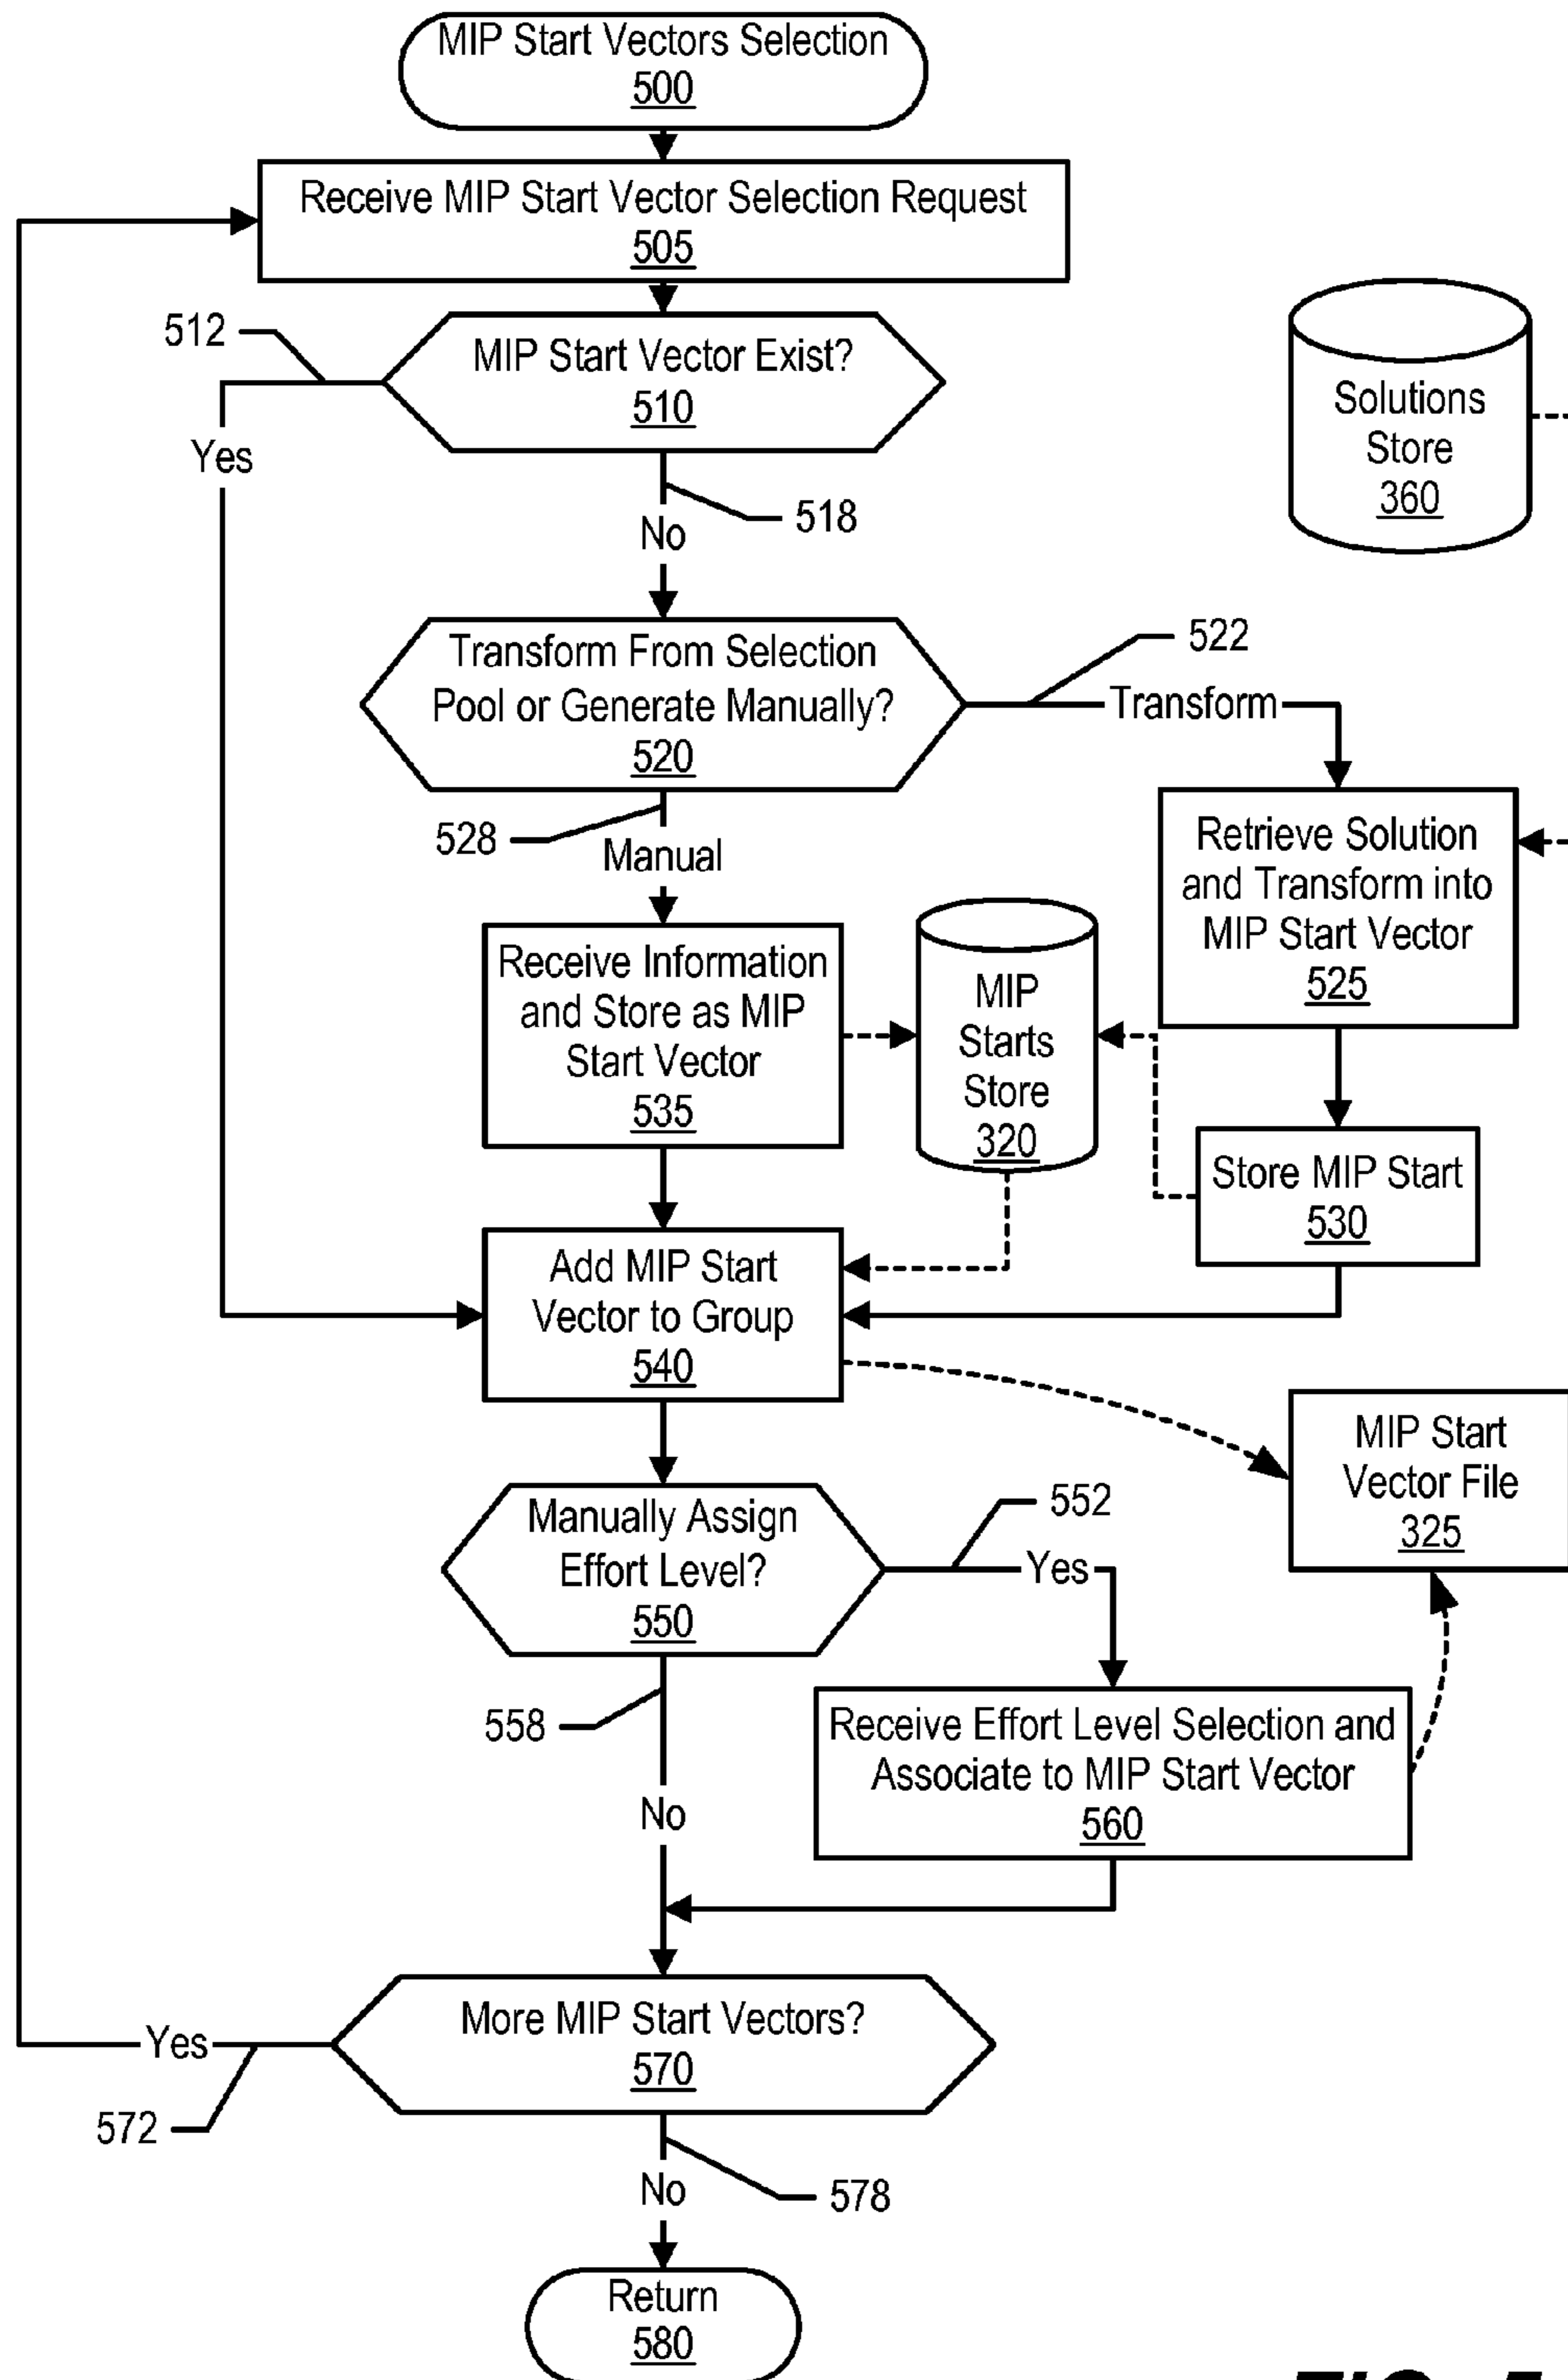 MIP Start Vectors Selection
500
Receive MIP Start Vector Selection Request
505
512
MIP Start Vector Exist?
510
Yes
518
No
Solutions
Store
360
Transform From Selection
Pool or Generate Manually?
520
522
Transform
528
Manual
Retrieve Solution
and Transform into
MIP Start Vector
525
Receive Information
and Store as MIP
Start Vector
535
MIP
Starts
Store
320
Store MIP Start
530
Add MIP Start
Vector to Group
540
MIP Start
Vector File
325
Manually Assign
Effort Level?
550
552
Yes
558
No
Receive Effort Level Selection and
Associate to MIP Start Vector
560
More MIP Start Vectors?
570
Yes
572
578
No
Return
580